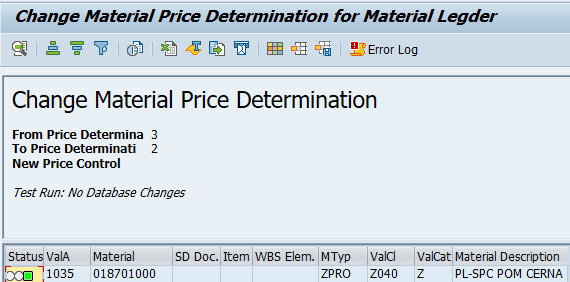 Change Material Price Determination for Material Legder
Error Log
Change Material Price Determination
From Price Determina 3
To Price Determinati 2
New Price Control
Test Run: No Database Changes
Status ValA Material SD Doc. Item WBS Elem. MTyp ValCl ValCat Material Description
1035 018701000 ZPRO Z040 Z PL-SPC POM CERNA